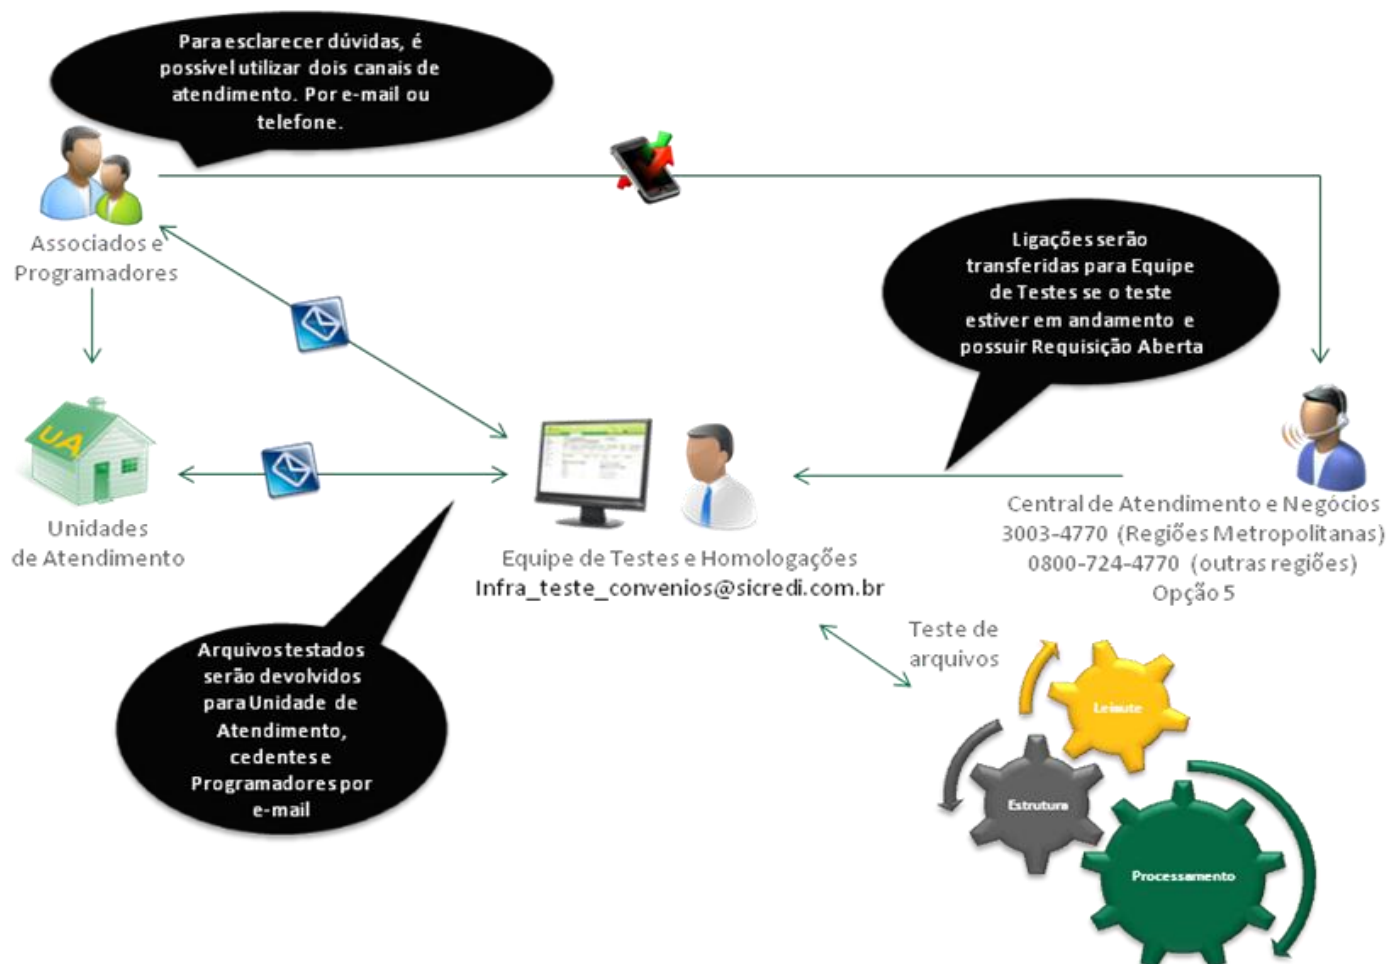 Para esclarecer dúvidas, é
possível utilizar dois canais de
atendimento. Por e-mail ou
telefone.
Associados e
Programadores
Ligações serão
transferidas para Equipe
de Testes se o teste
estiver em andamento e
possuir Requisição Aberta
UA
Unidades
de Atendimento
Equipe de Testes e Homologações
Infra_teste_convenios@sicredi.com.br
Central de Atendimento e Negócios
3003-4770 (Regiões Metropolitanas)
0800-724-4770 (outras regiões)
Opção 5
Arquivos testados
serão devolvidos
para Unidade de
Atendimento,
cedentes e
Programadores por
e-mail
Teste de
arquivos
Leiaute
Estrutura
Processamento